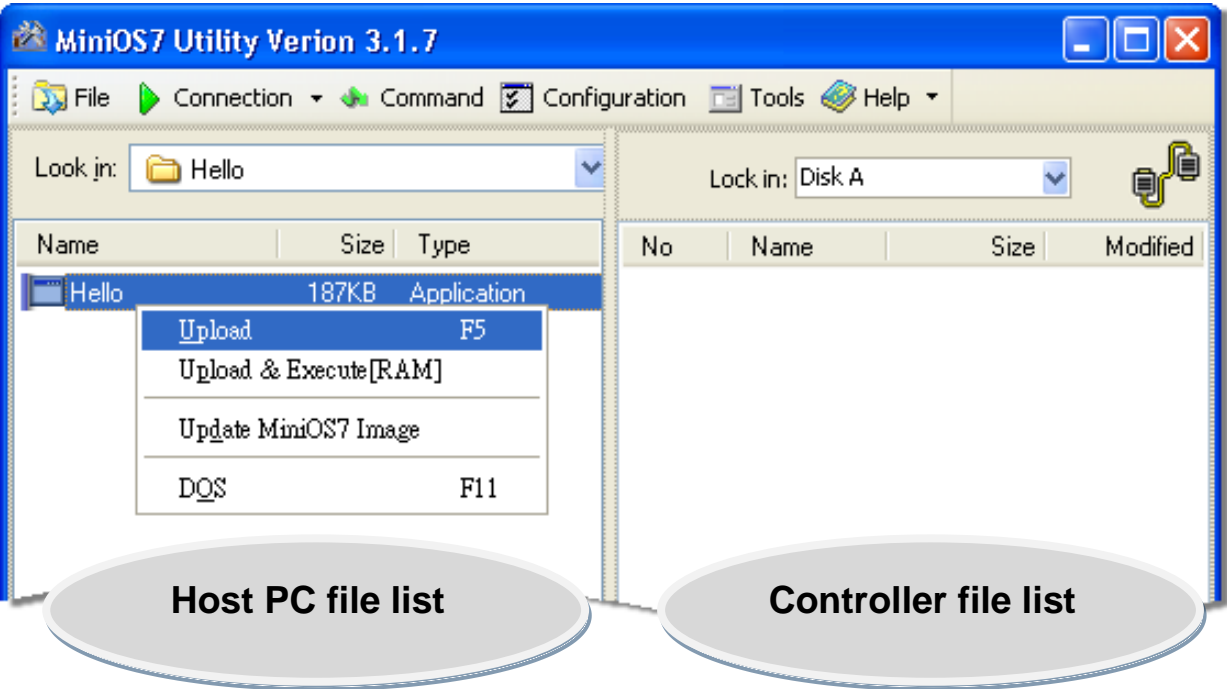 MiniOS7 Utility Verion 3.1.7
File Connection Command Configuration Tools Help
Look in: Hello
Lock in: Disk A
Name Size Type
No Name Size Modified
Hello 187KB Application
Upload F5
Upload & Execute[RAM]
Update MiniOS7 Image
DOS F11
Host PC file list
Controller file list